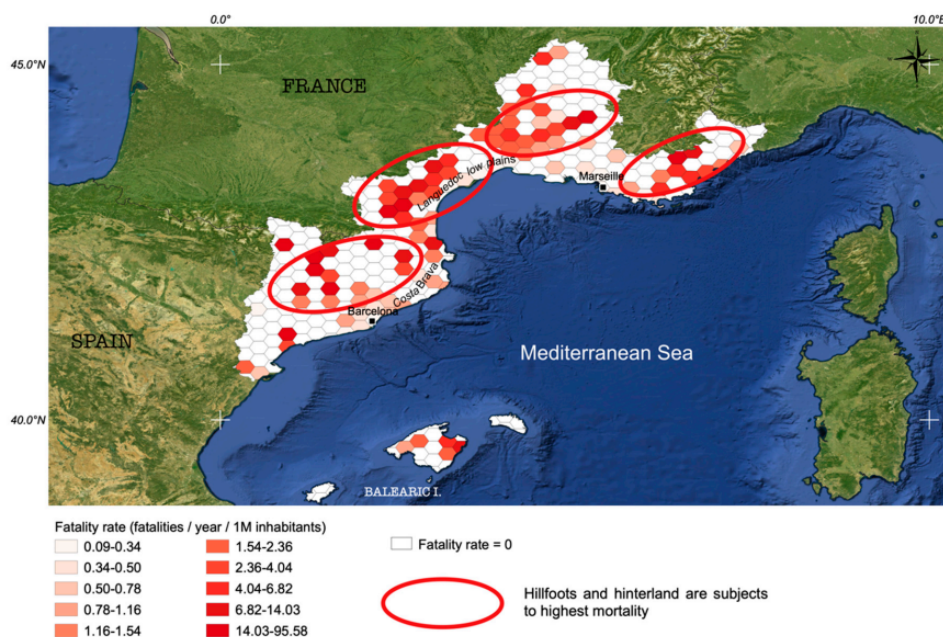 0.0°
10.0°E
45.0°N
FRANCE
Languedoc low plains
Marseille
Costa Brava
Barcelona
SPAIN
Mediterranean Sea
40.0°N
BALEARIC I.
Fatality rate (fatalities / year / 1M inhabitants)
0.09-0.34
0.34-0.50
0.50-0.78
0.78-1.16
1.16-1.54
1.54-2.36
2.36-4.04
4.04-6.82
6.82-14.03
14.03-95.58
Fatality rate = 0
Hillfoots and hinterland are subjects
to highest mortality